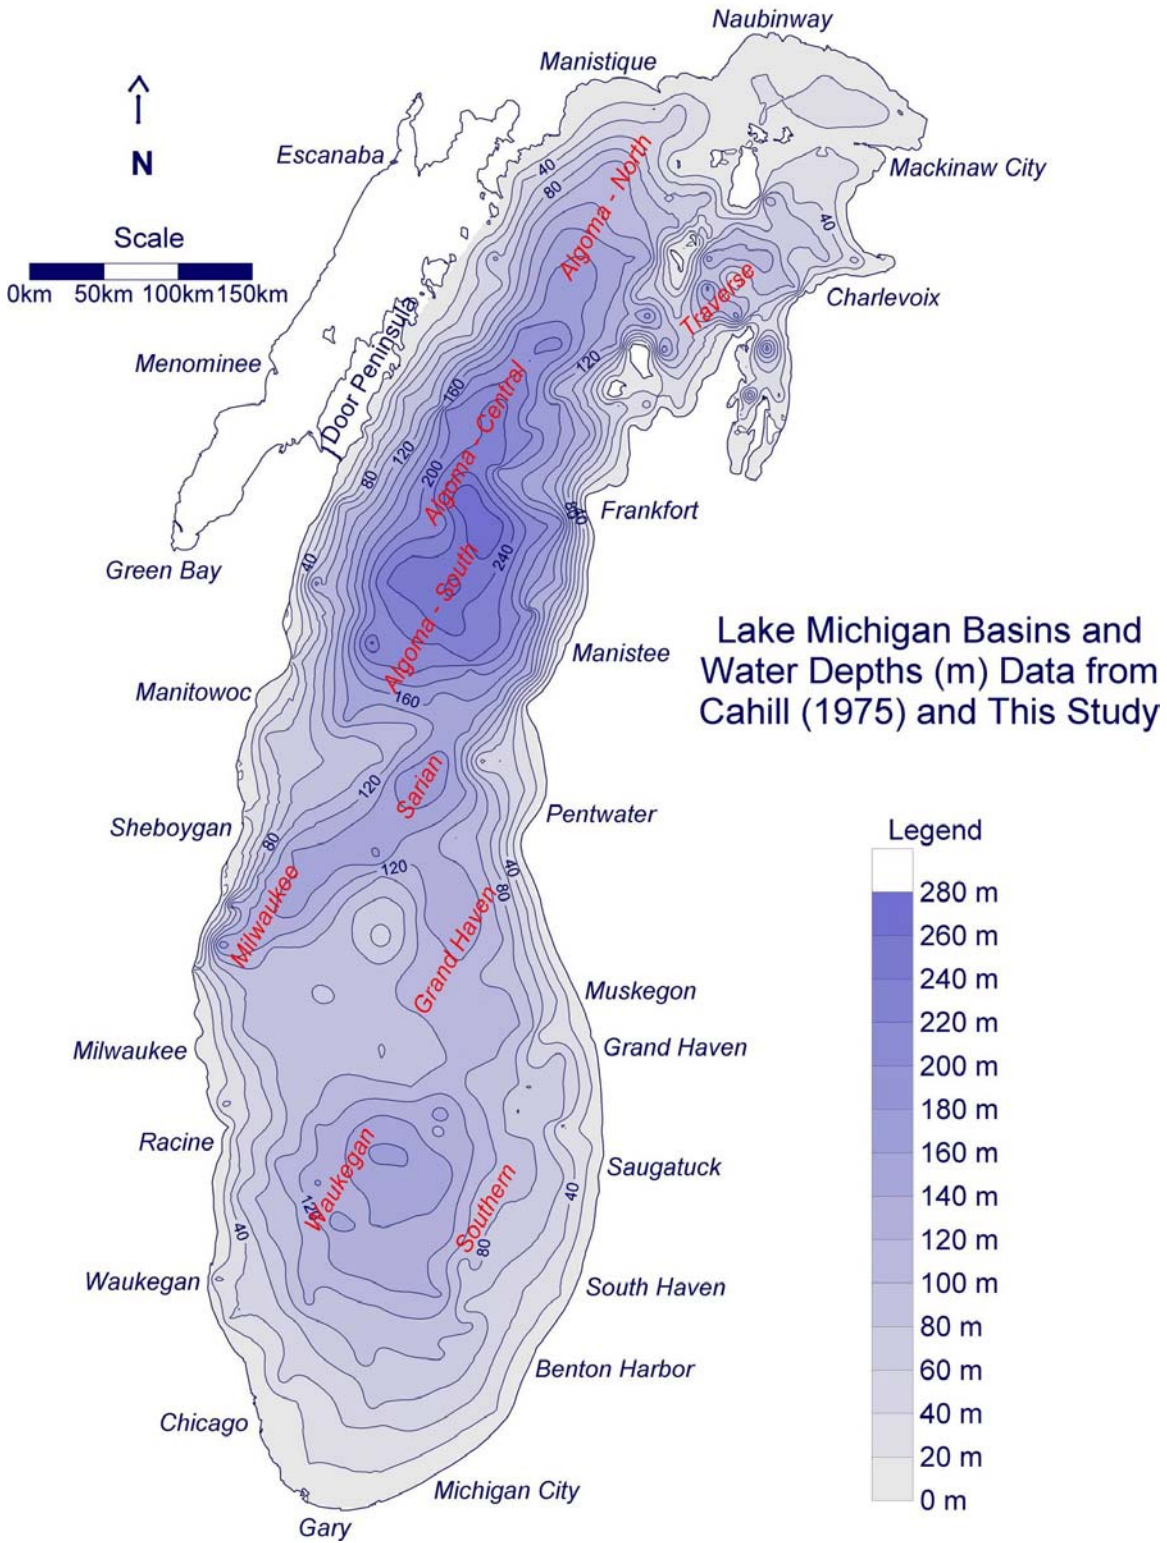 Naubinway
Manistique
N
Escanaba
Mackinaw City
40
80
Algoma - North
40
Scale
0km 50km 100km 150km
Traverse
Charlevoix
Door Peninsula
Menominee
120
160
Algoma - Central
120
80
200
Frankfort
80
40
Green Bay
40
240
Algoma - South
Lake Michigan Basins and
Water Depths (m) Data from
Cahill (1975) and This Study
Manistee
Manitowoc
160
120
Sarian
Pentwater
Sheboygan
80
120
40
80
Milwaukee
Grand Haven
Legend
280 m
260 m
240 m
220 m
200 m
180 m
160 m
140 m
120 m
100 m
80 m
60 m
40 m
20 m
0 m
Muskegon
Milwaukee
Grand Haven
Racine
Waukegan
Southern
Saugatuck
40
120
40
80
Waukegan
South Haven
Benton Harbor
Chicago
Michigan City
Gary